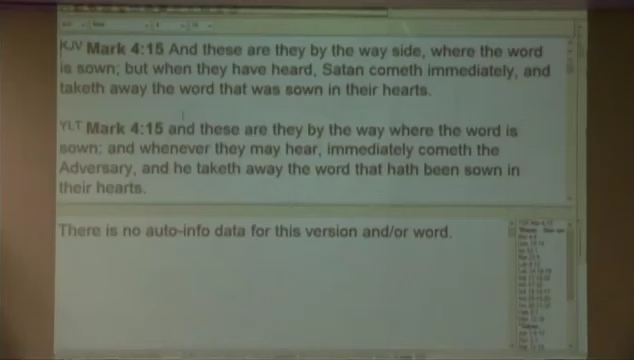 KJV Mark 4:15 And these are they by the way side, where the word
is sown; but when they have heard, Satan cometh immediately, and
taketh away the word that was sown in their hearts.
YLT Mark 4:15 and these are they by the way where the word is
sown; and whenever they may hear, immediately cometh the
Adversary, and he taketh away the word that hath been sown in
their hearts.
There is no auto-info data for this version and/or word.